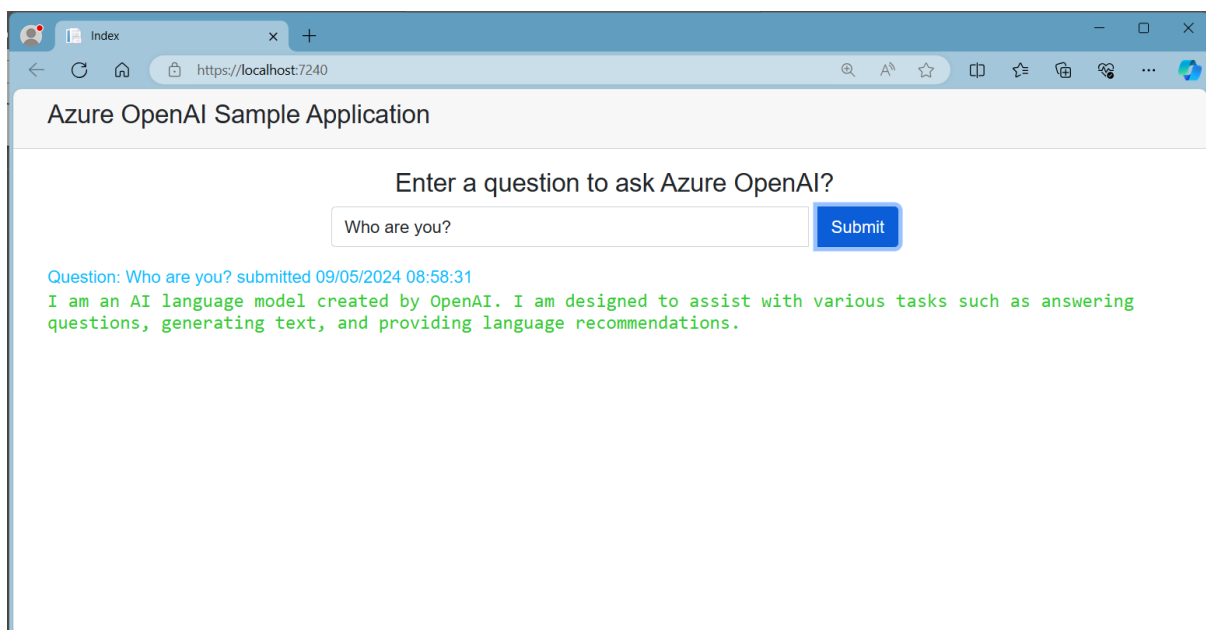 Index
https://localhost:7240
Azure OpenAI Sample Application
Enter a question to ask Azure OpenAI?
Who are you?
Submit
Question: Who are you? submitted 09/05/2024 08:58:31
I am an AI language model created by OpenAI. I am designed to assist with various tasks such as answering
questions, generating text, and providing language recommendations.